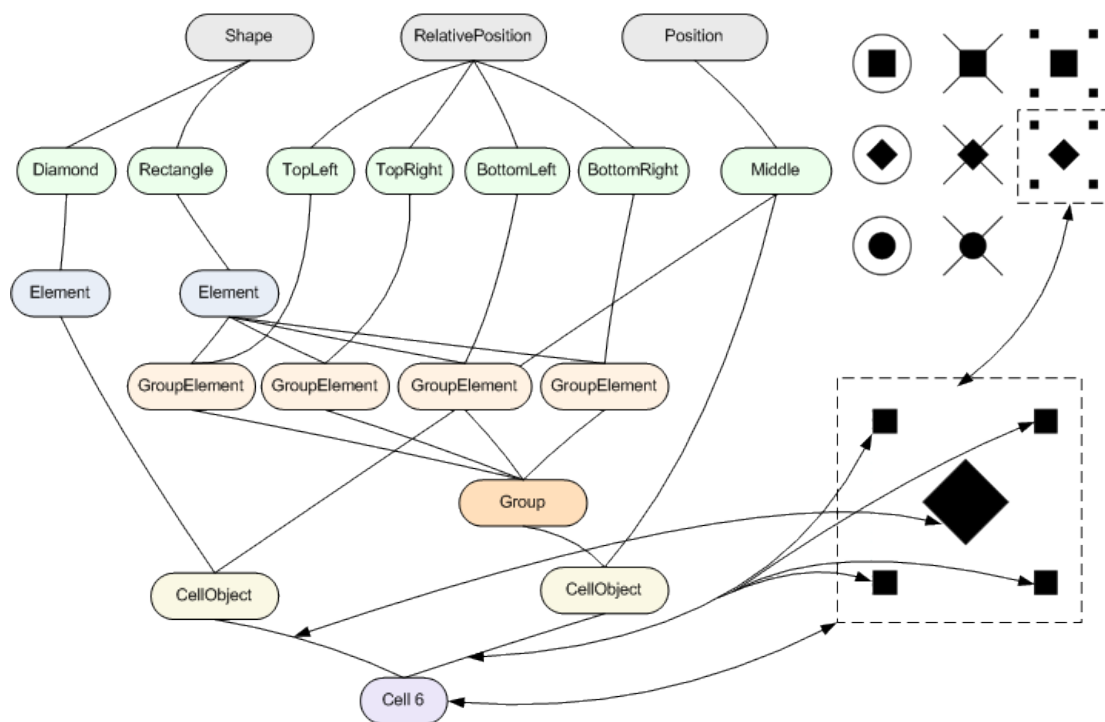 Shape
RelativePosition
Position
Diamond
Rectangle
TopLeft
TopRight
BottomLeft
BottomRight
Middle
Element
Element
GroupElement
GroupElement
GroupElement
GroupElement
Group
CellObject
CellObject
Cell 6